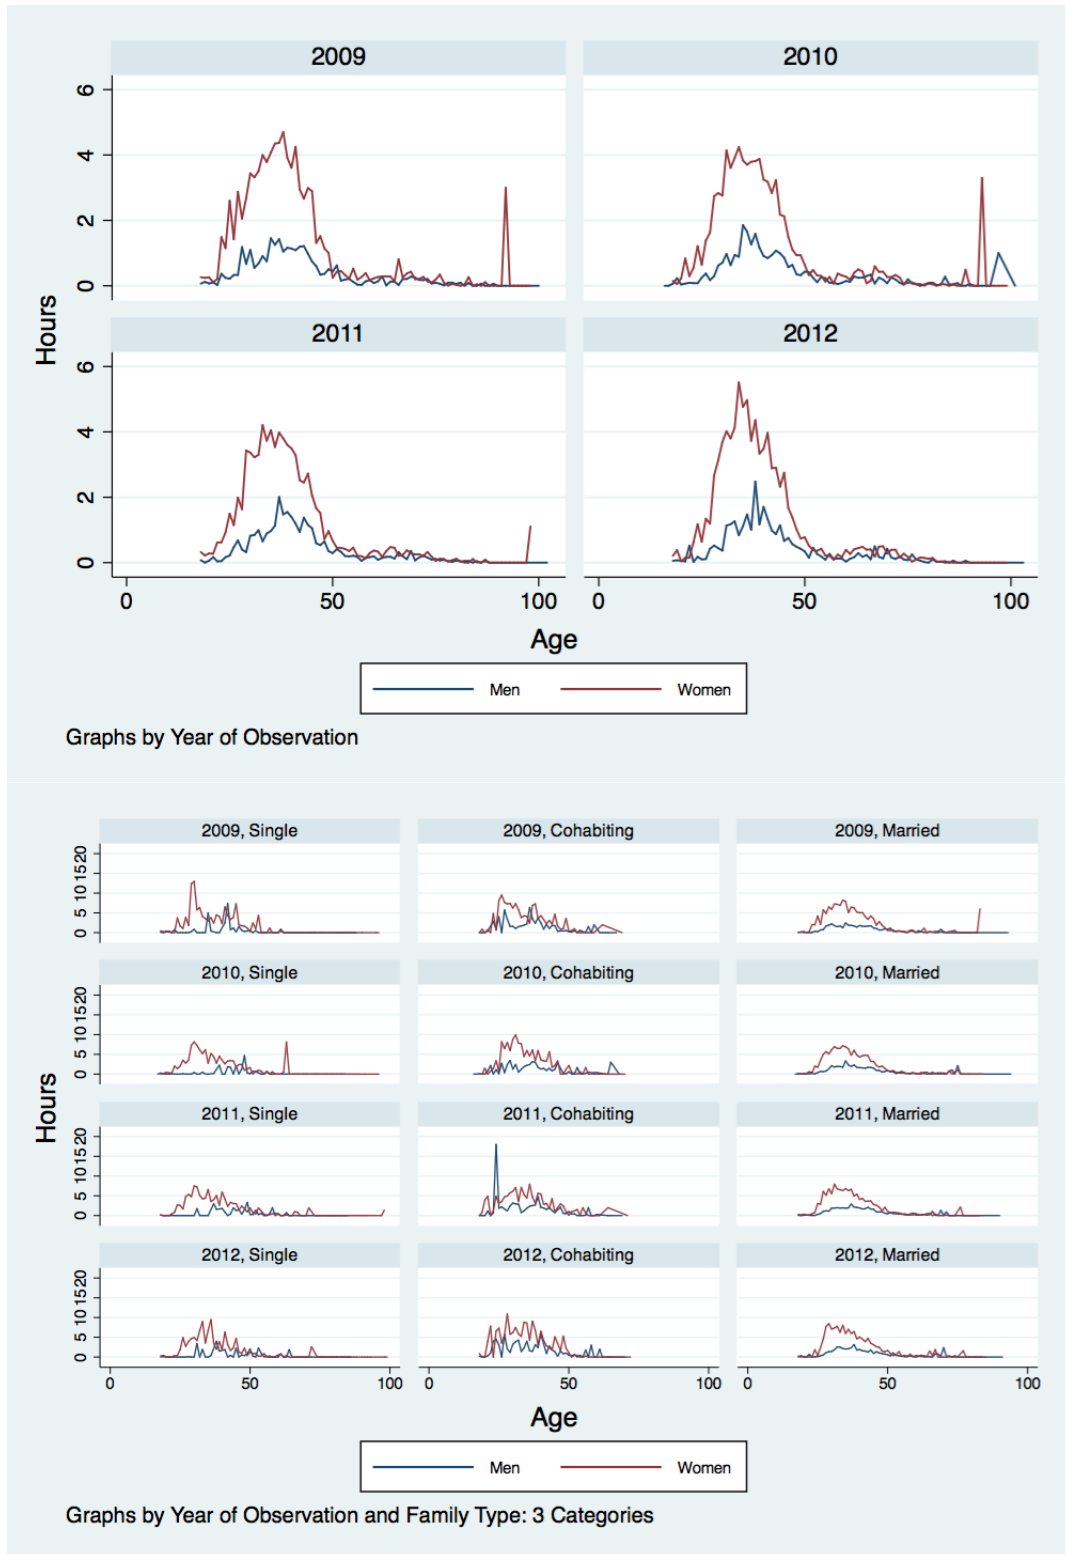 2009 2010
6
4
2
0
2011 2012
6
4
2
0
Hours
0 50 100 0 50 100
Age
Men Women
Graphs by Year of Observation
2009, Single 2009, Cohabiting 2009, Married
0 5 10 15 20
2010, Single 2010, Cohabiting 2010, Married
0 5 10 15 20
2011, Single 2011, Cohabiting 2011, Married
0 5 10 15 20
2012, Single 2012, Cohabiting 2012, Married
0 5 10 15 20
Hours
0 50 100 0 50 100 0 50 100
Age
Men Women
Graphs by Year of Observation and Family Type: 3 Categories